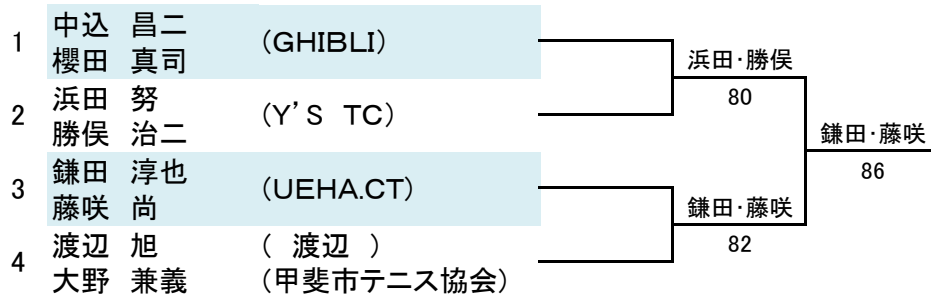 1 中込 昌二 (GHIBLI)
櫻田 真司
2 浜田 努 (Y'S TC)
勝俣 治二
3 鎌田 淳也 (UEHA.CT)
藤咲 尚
4 渡辺 旭 ( 渡辺 )
大野 兼義 (甲斐市テニス協会)
浜田・勝俣
80
鎌田・藤咲
82
鎌田・藤咲
86